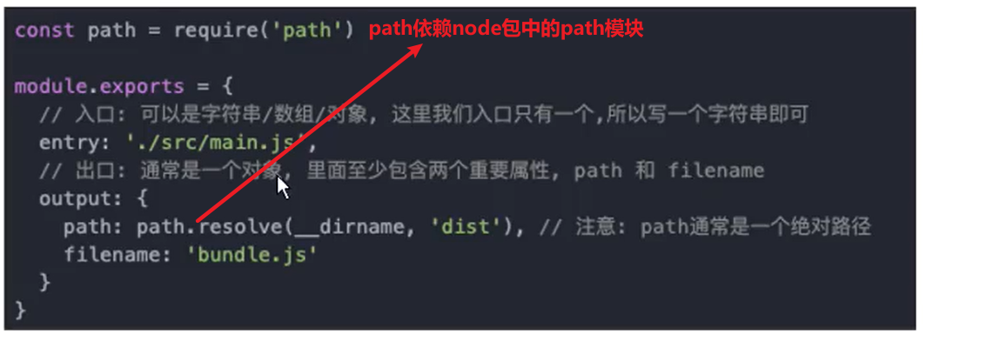 const path = require('path') path依赖node包中的path模块
module.exports = {
// 入口: 可以是字符串/数组/对象, 这里我们入口只有一个,所以写一个字符串即可
entry: './src/main.js',
// 出口: 通常是一个对象, 里面至少包含两个重要属性, path 和 filename
output: {
path: path.resolve(__dirname, 'dist'), // 注意: path通常是一个绝对路径
filename: 'bundle.js'
}
}